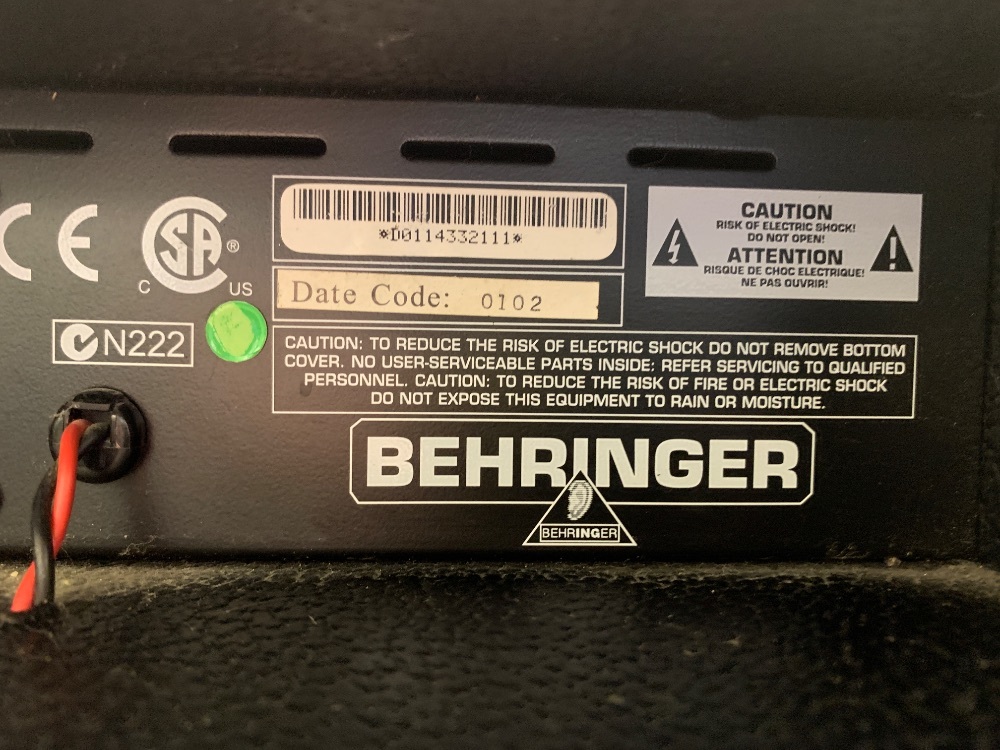 CE
SA®
C US
N222
*D0114332111*
Date Code: 0102
CAUTION
RISK OF ELECTRIC SHOCK!
DO NOT OPEN!
ATTENTION
RISQUE DE CHOC ELECTRIQUE!
NE PAS OUVRIR!
CAUTION: TO REDUCE THE RISK OF ELECTRIC SHOCK DO NOT REMOVE BOTTOM
COVER. NO USER-SERVICEABLE PARTS INSIDE; REFER SERVICING TO QUALIFIED
PERSONNEL. CAUTION: TO REDUCE THE RISK OF FIRE OR ELECTRIC SHOCK
DO NOT EXPOSE THIS EQUIPMENT TO RAIN OR MOISTURE.
BEHRINGER
BEHRINGER